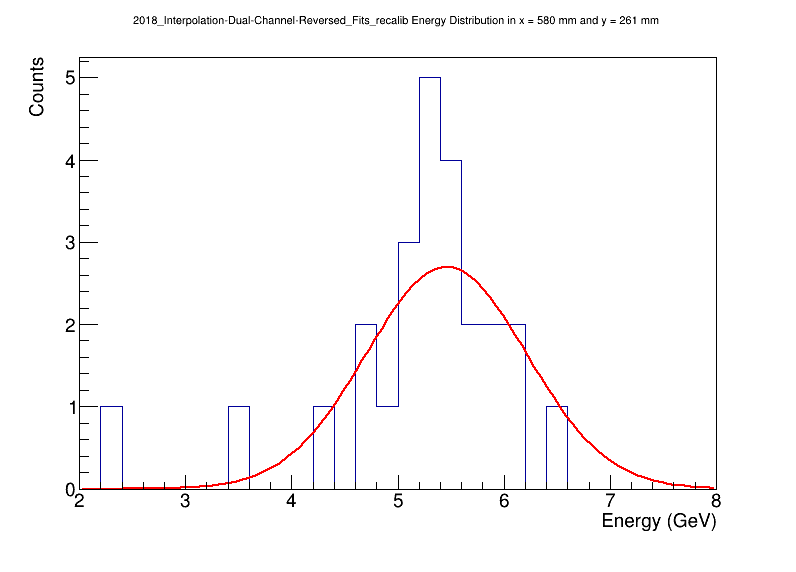 2018_Interpolation-Dual-Channel-Reversed_Fits_recalib Energy Distribution in x = 580 mm and y = 261 mm
Counts
5
4
3
2
1
0
2 3 4 5 6 7 8
Energy (GeV)